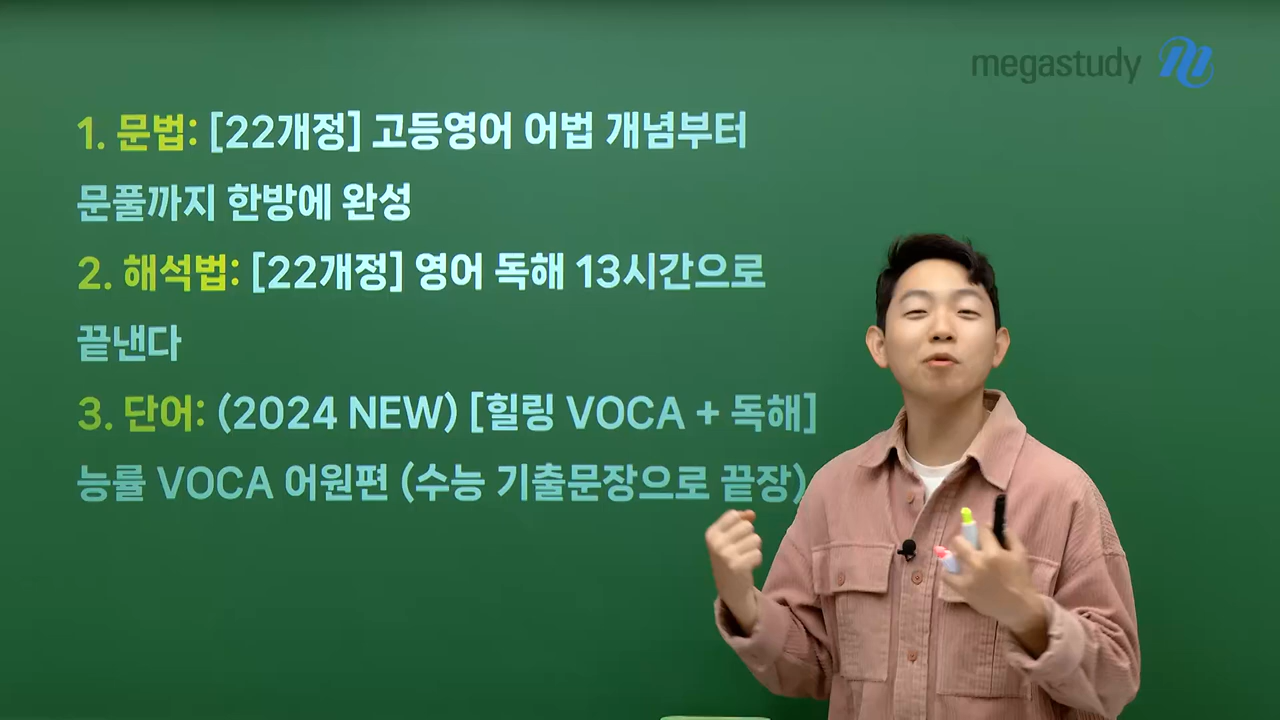 megastudy
1. 문법: [22개정] 고등영어 어법 개념부터
문풀까지 한방에 완성
2. 해석법: [22개정] 영어 독해 13시간으로
끝낸다
3. 단어: (2024 NEW) [힐링 VOCA + 독해]
능률 VOCA 어원편 (수능 기출문장으로 끝장)